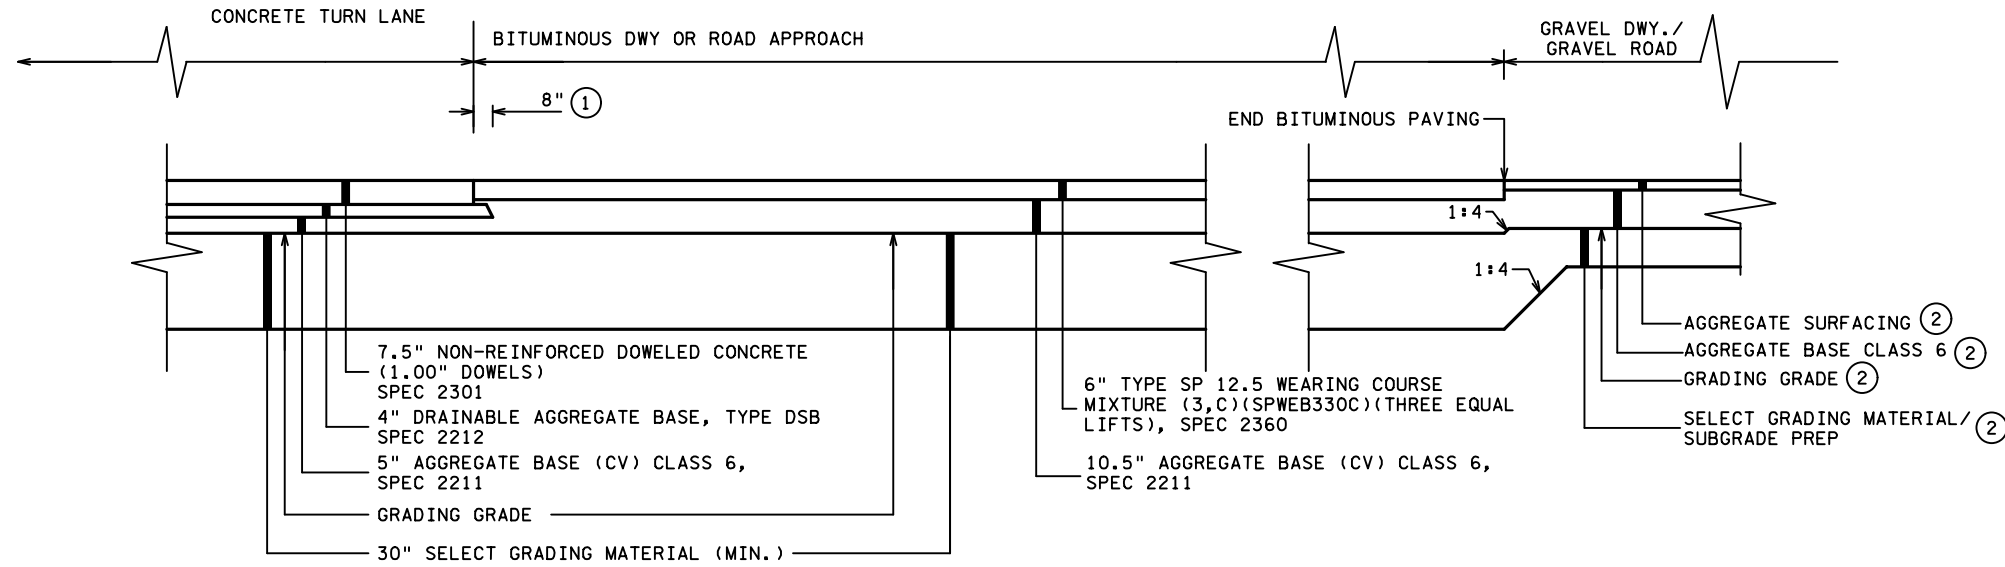 CONCRETE TURN LANE
BITUMINOUS DWY OR ROAD APPROACH
GRAVEL DWY./
GRAVEL ROAD
8" 1
END BITUMINOUS PAVING
1:4
1:4
7.5" NON-REINFORCED DOWELED CONCRETE
(1.00" DOWELS)
SPEC 2301
4" DRAINABLE AGGREGATE BASE, TYPE DSB
SPEC 2212
5" AGGREGATE BASE (CV) CLASS 6,
SPEC 2211
GRADING GRADE
30" SELECT GRADING MATERIAL (MIN.)
6" TYPE SP 12.5 WEARING COURSE
MIXTURE (3,C)(SPWEB330C)(THREE EQUAL
LIFTS), SPEC 2360
10.5" AGGREGATE BASE (CV) CLASS 6,
SPEC 2211
AGGREGATE SURFACING 2
AGGREGATE BASE CLASS 6 2
GRADING GRADE 2
SELECT GRADING MATERIAL/
SUBGRADE PREP 2